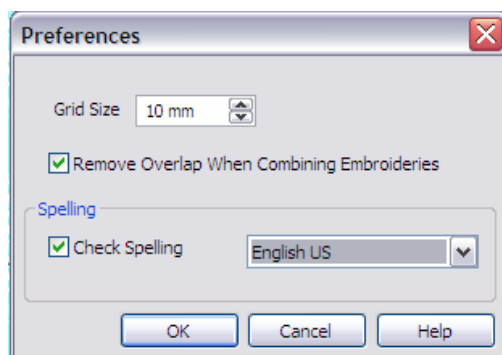 Preferences
Grid Size 10 mm
Remove Overlap When Combining Embroideries
Spelling
Check Spelling English US
OK Cancel Help